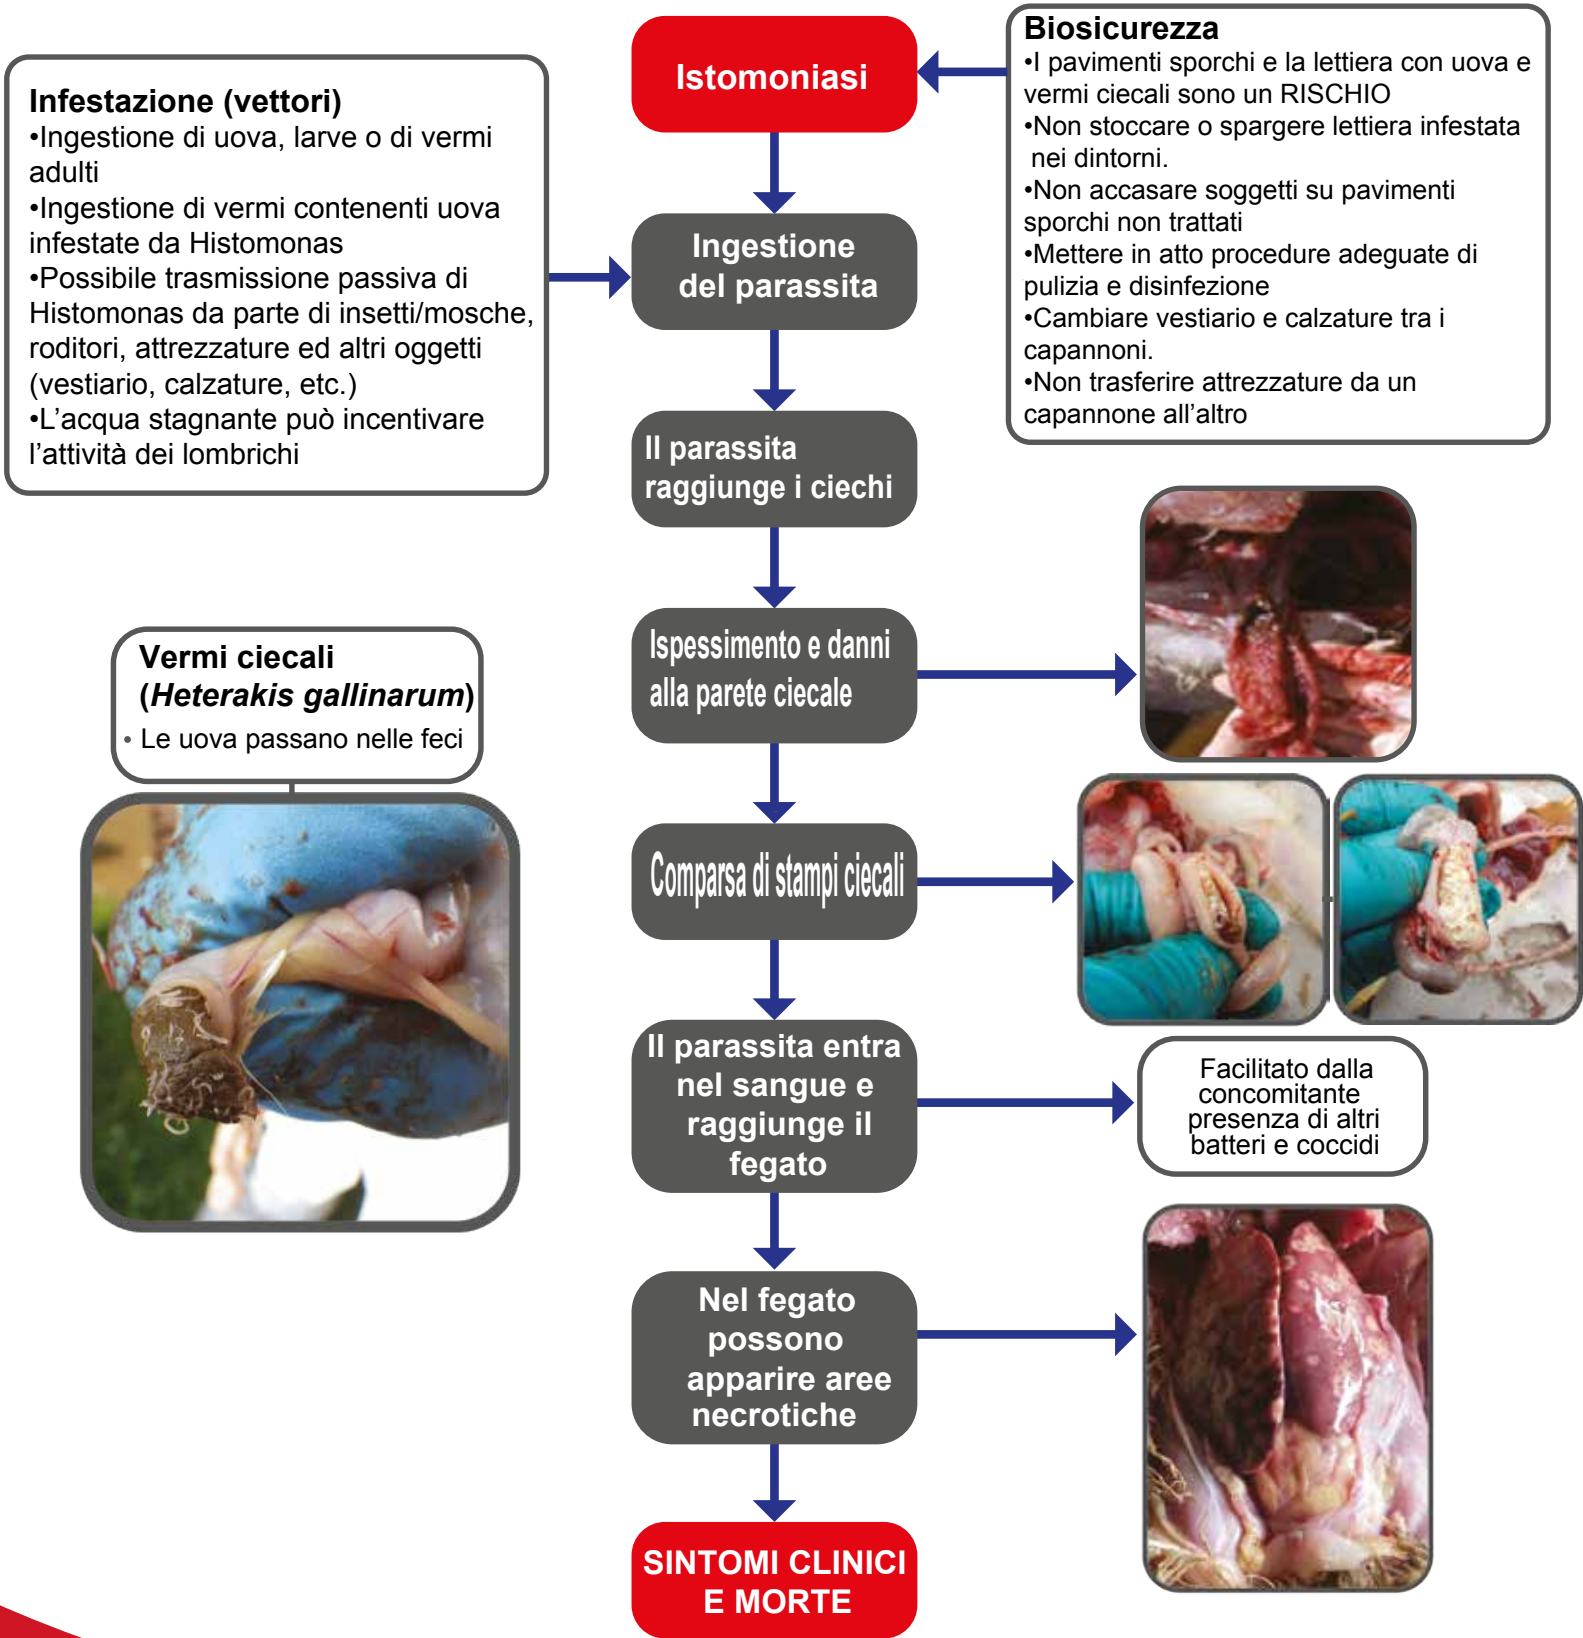 Istomoniasi
Biosicurezza
•I pavimenti sporchi e la lettiera con uova e
vermi ciecali sono un RISCHIO
•Non stoccare o spargere lettiera infestata
nei dintorni.
•Non accasare soggetti su pavimenti
sporchi non trattati
•Mettere in atto procedure adeguate di
pulizia e disinfezione
•Cambiare vestiario e calzature tra i
capannoni.
•Non trasferire attrezzature da un
capannone all'altro
Infestazione (vettori)
•Ingestione di uova, larve o di vermi
adulti
•Ingestione di vermi contenenti uova
infestate da Histomonas
•Possibile trasmissione passiva di
Histomonas da parte di insetti/mosche,
roditori, attrezzature ed altri oggetti
(vestiario, calzature, etc.)
•L'acqua stagnante può incentivare
l'attività dei lombrichi
Ingestione
del parassita
Il parassita
raggiunge i ciechi
Ispessimento e danni
alla parete ciecale
Vermi ciecali
(Heterakis gallinarum)
• Le uova passano nelle feci
Comparsa di stampi ciecali
Il parassita entra
nel sangue e
raggiunge il
fegato
Facilitato dalla
concomitante
presenza di altri
batteri e coccidi
Nel fegato
possono
apparire aree
necrotiche
SINTOMI CLINICI
E MORTE